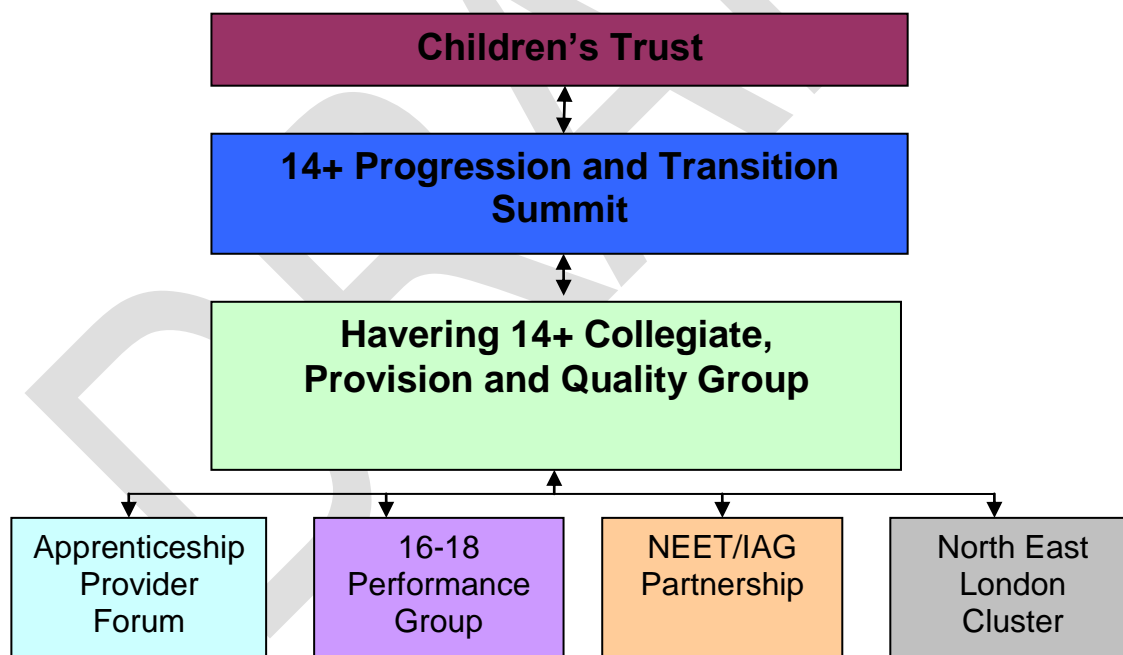 Children’s Trust
14+ Progression and Transition
Summit
Havering 14+ Collegiate,
Provision and Quality Group
Apprenticeship
Provider
Forum
16-18
Performance
Group
NEET/IAG
Partnership
North East
London
Cluster